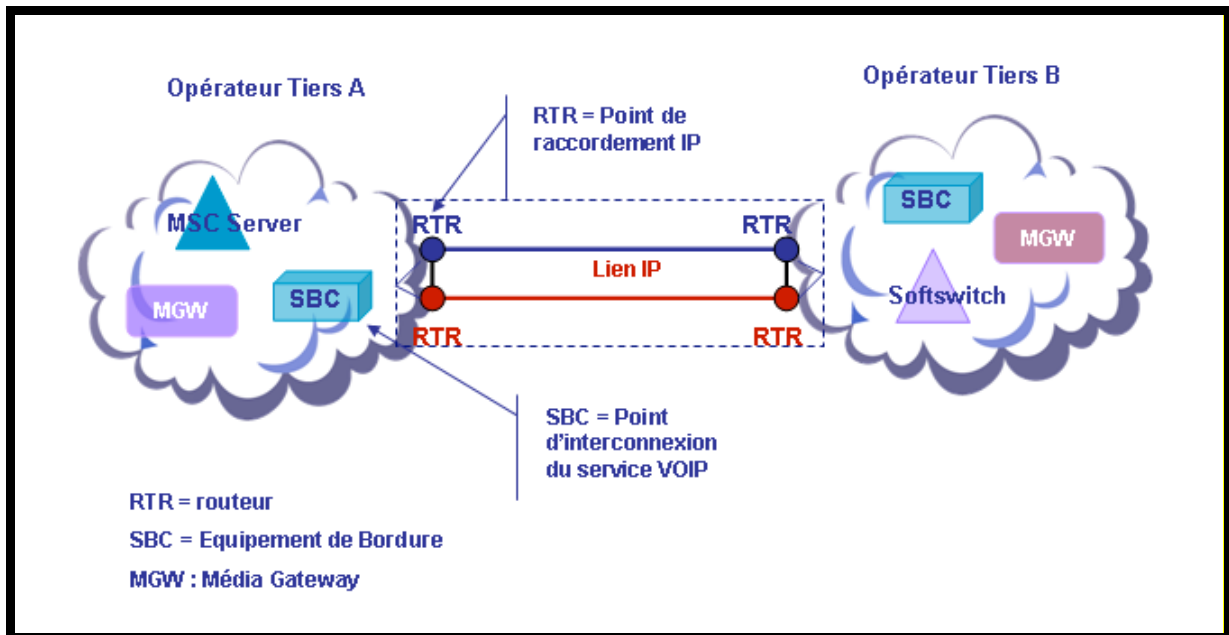 Opérateur Tiers A
Opérateur Tiers B
RTR = Point de
raccordement IP
MSC Server
MGW
SBC
RTR
RTR
Lien IP
RTR
RTR
SBC
MGW
Softswitch
SBC = Point
d'interconnexion
du service VOIP
RTR = routeur
SBC = Equipement de Bordure
MGW : Média Gateway